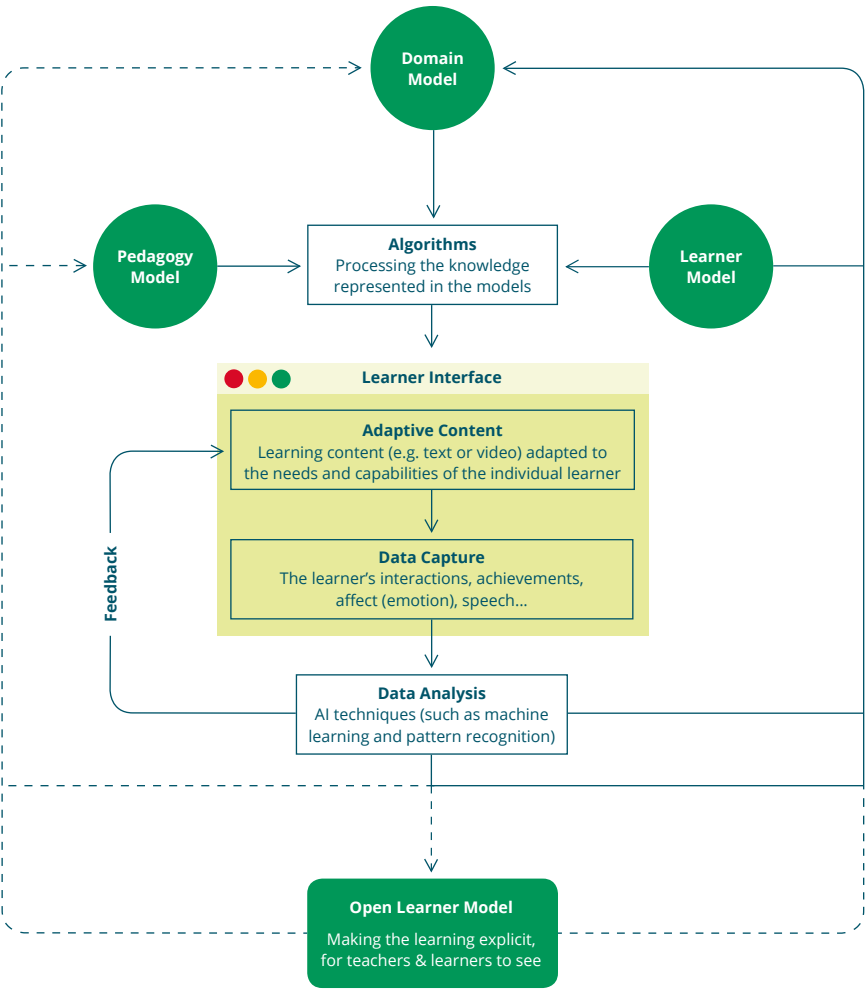 Domain
Model
Pedagogy
Model
Algorithms
Processing the knowledge
represented in the models
Learner
Model
Learner Interface
Adaptive Content
Learning content (e.g. text or video) adapted to
the needs and capabilities of the individual learner
Feedback
Data Capture
The learner’s interactions, achievements,
affect (emotion), speech...
Data Analysis
AI techniques (such as machine
learning and pattern recognition)
Open Learner Model
Making the learning explicit,
for teachers & learners to see